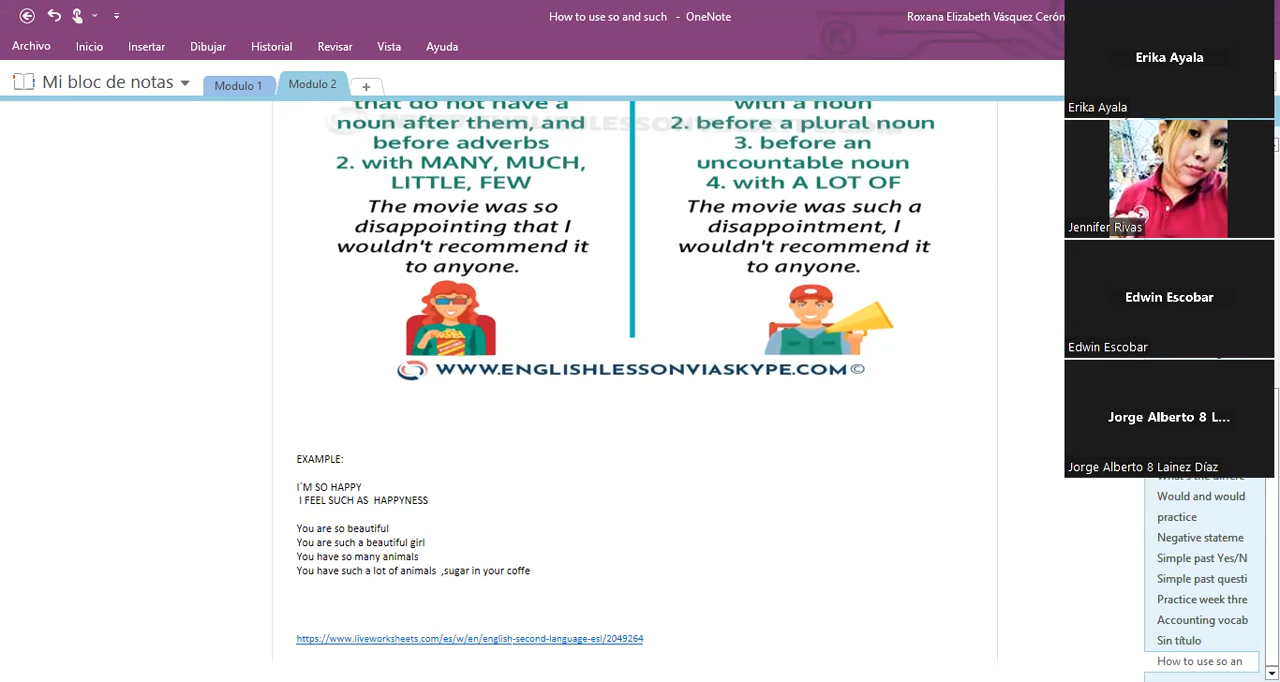 How to use so and such - OneNote
Roxana Elizabeth Vásquez Cerón
Archivo Inicio Insertar Dibujar Historial Revisar Vista Ayuda
Mi bloc de notas Modulo 1 Modulo 2 +
that do not have a
noun after them, and
before adverbs
2. with MANY, MUCH,
LITTLE, FEW
The movie was so
disappointing that I
wouldn't recommend it
to anyone.
with a noun
2. before a plural noun
3. before an
uncountable noun
4. with A LOT OF
The movie was such a
disappointment, I
wouldn't recommend it
to anyone.
WWW.ENGLISHLESSONVIASKYPE.COM©
EXAMPLE:
I´M SO HAPPY
I FEEL SUCH AS HAPPYNESS
You are so beautiful
You are such a beautiful girl
You have so many animals
You have such a lot of animals ,sugar in your coffe
https://www.liveworksheets.com/es/w/en/english-second-language-esl/2049264
Erika Ayala
Erika Ayala
Jennifer Rivas
Edwin Escobar
Edwin Escobar
Jorge Alberto 8 L...
Jorge Alberto 8 Lainez Díaz
What's the differe
Would and would
practice
Negative stateme
Simple past Yes/N
Simple past questi
Practice week thre
Accounting vocab
Sin título
How to use so an